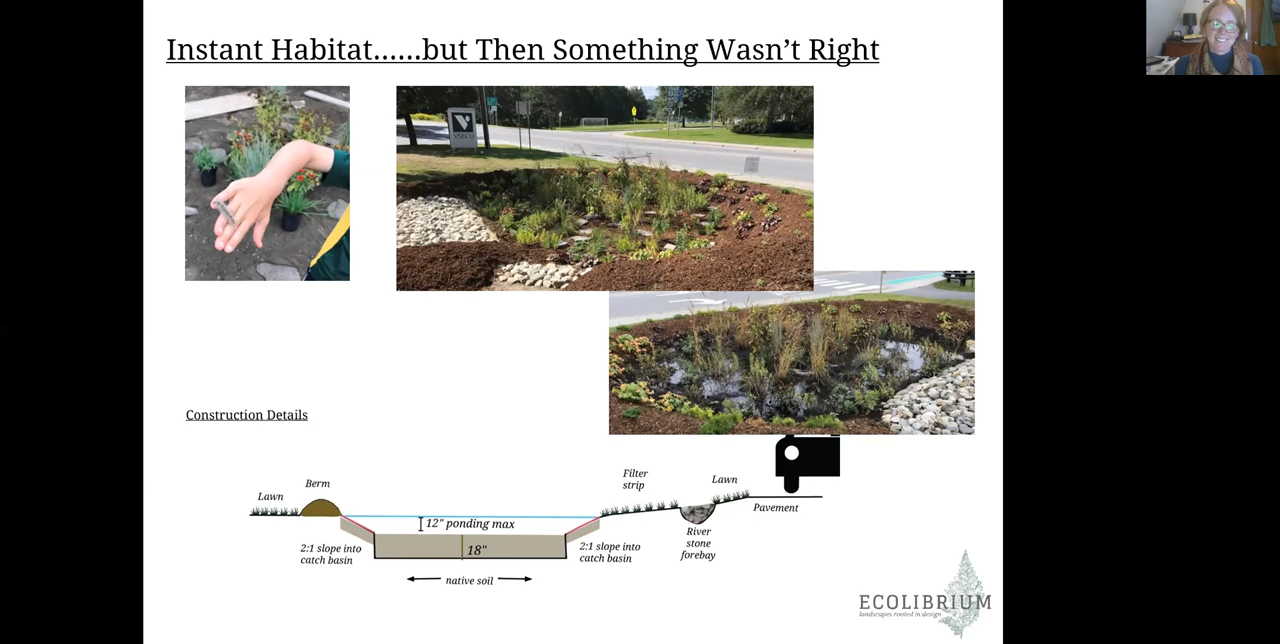 Instant Habitat......but Then Something Wasn't Right
VSECU
Construction Details
Lawn
Berm
12" ponding max
2:1 slope into
catch basin
18"
native soil
2:1 slope into
catch basin
Filter
strip
Lawn
River
stone
forebay
Pavement
ECOLIBRIUM
landscapes rooted in design